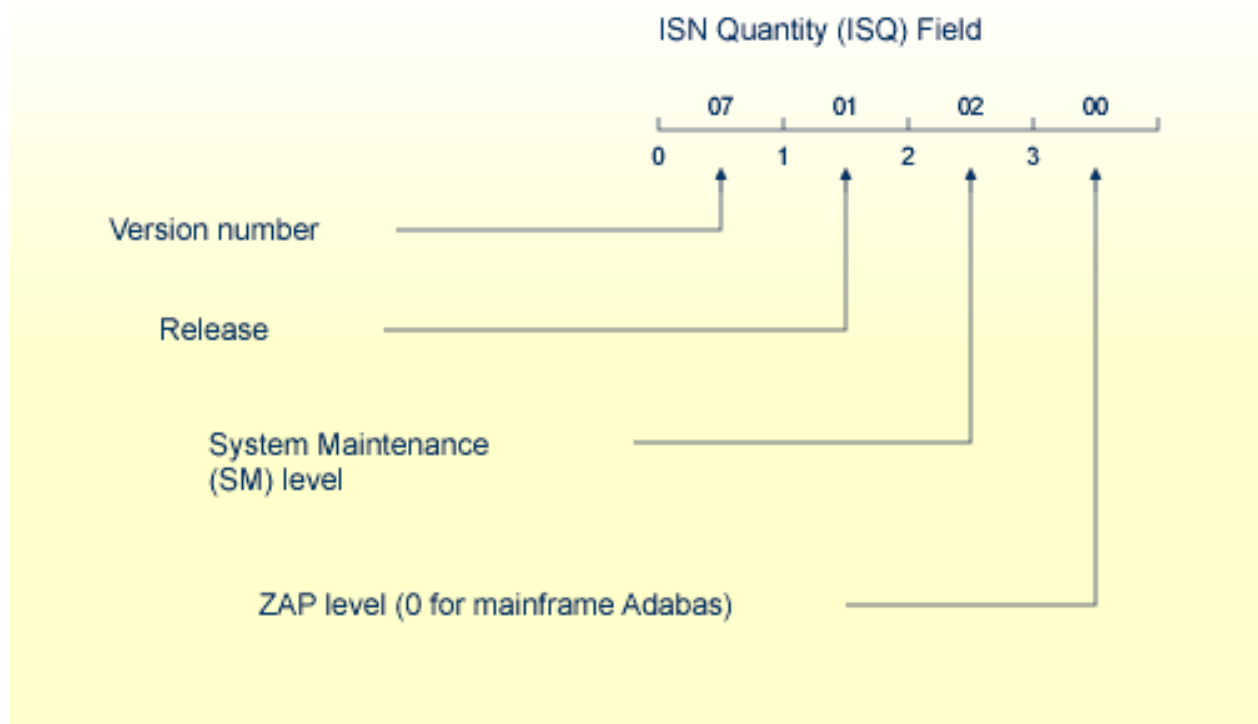 ISN Quantity (ISQ) Field
07 01 02 00
0 1 2 3
Version number
Release
System Maintenance
(SM) level
ZAP level (0 for mainframe Adabas)